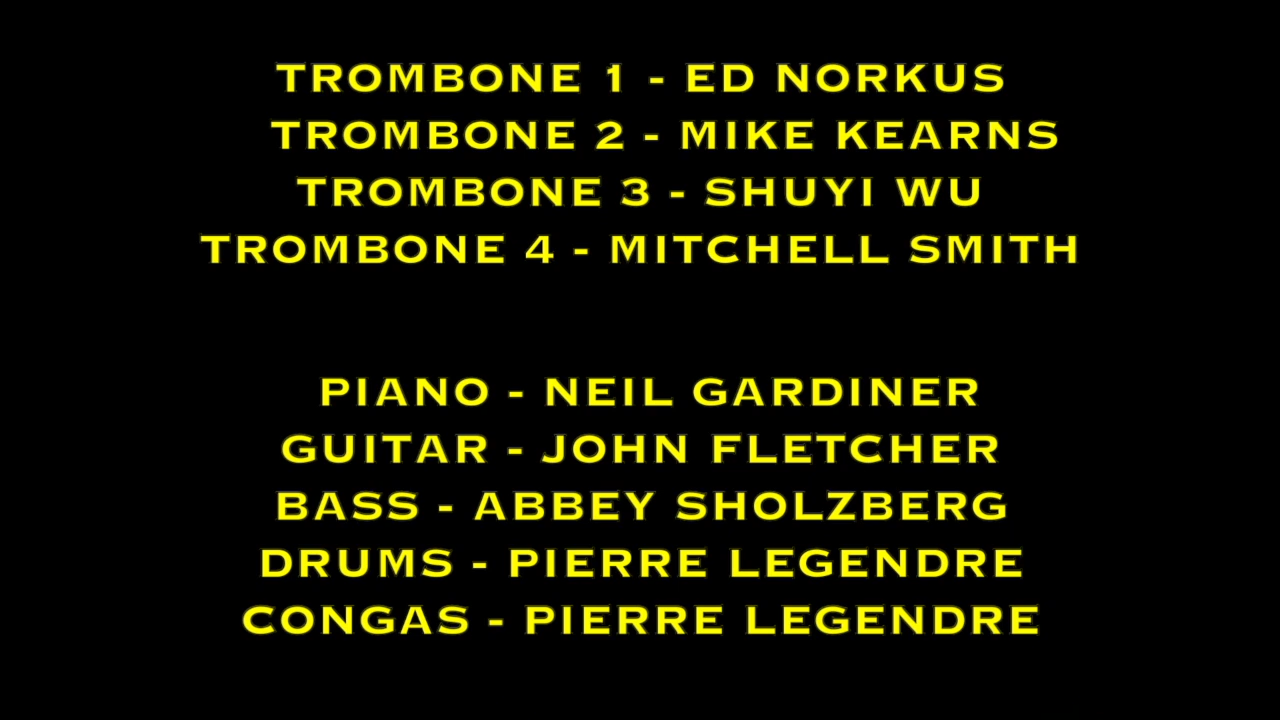 TROMBONE 1 - ED NORKUS
TROMBONE 2 - MIKE KEARNS
TROMBONE 3 - SHUYI WU
TROMBONE 4 - MITCHELL SMITH
PIANO - NEIL GARDINER
GUITAR - JOHN FLETCHER
BASS - ABBEY SHOLZBERG
DRUMS - PIERRE LEGENDRE
CONGAS - PIERRE LEGENDRE